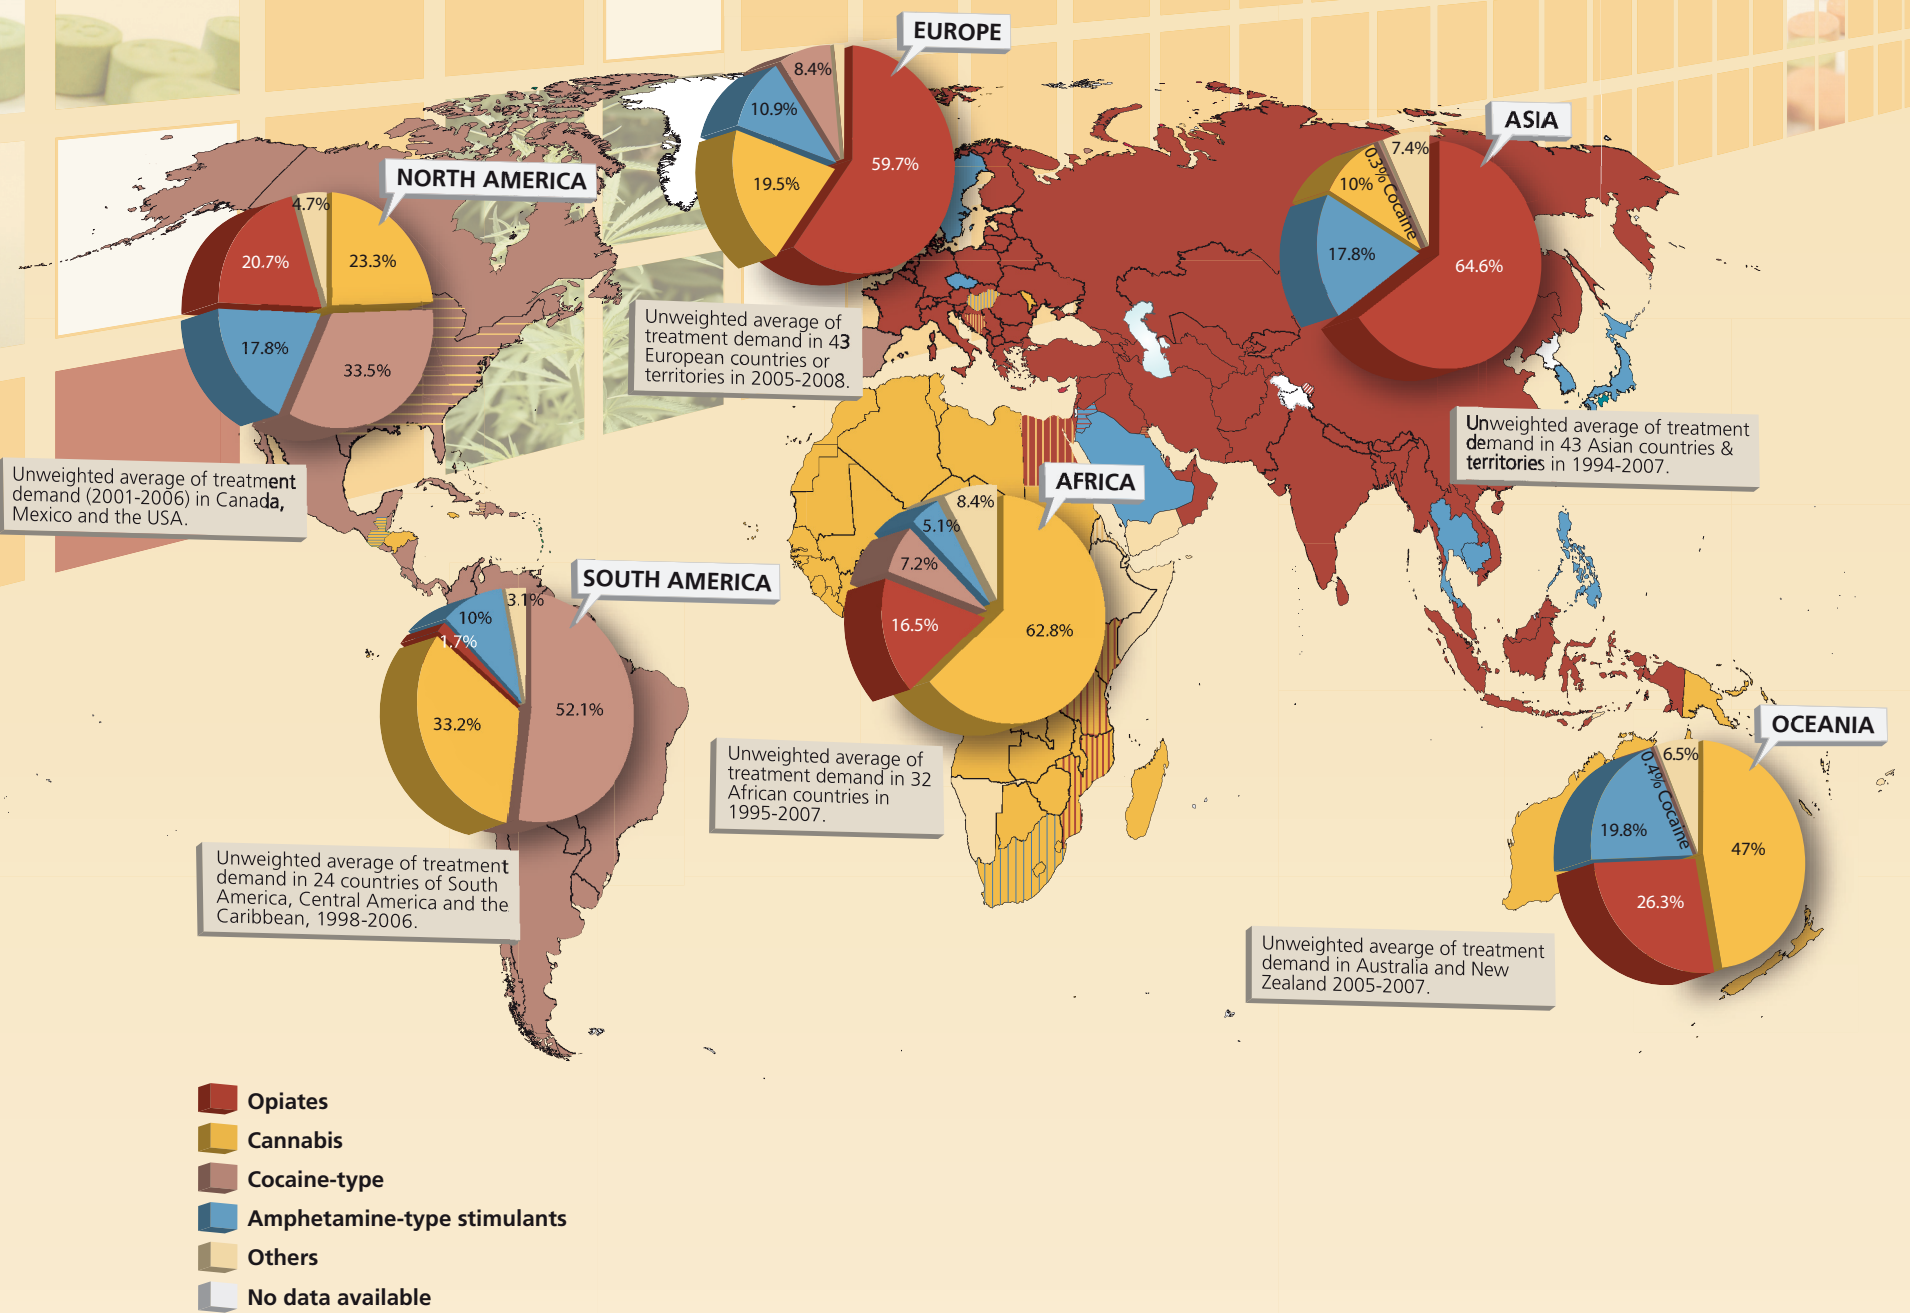 EUROPE
8.4%
10.9%
59.7%
19.5%
Unweighted average of
treatment demand in 43
European countries or
territories in 2005-2008.
ASIA
7.4%
0.3% Cocaine
10%
17.8%
64.6%
Unweighted average of treatment
demand in 43 Asian countries &
territories in 1994-2007.
NORTH AMERICA
4.7%
20.7%
23.3%
17.8%
33.5%
Unweighted average of treatment
demand (2001-2006) in Canada,
Mexico and the USA.
AFRICA
8.4%
5.1%
7.2%
16.5%
62.8%
Unweighted average of
treatment demand in 32
African countries in
1995-2007.
SOUTH AMERICA
3.1%
10%
1.7%
33.2%
52.1%
Unweighted average of treatment
demand in 24 countries of South
America, Central America and the
Caribbean, 1998-2006.
OCEANIA
6.5%
0.4% Cocaine
19.8%
47%
26.3%
Unweighted avearge of treatment
demand in Australia and New
Zealand 2005-2007.
Opiates
Cannabis
Cocaine-type
Amphetamine-type stimulants
Others
No data available